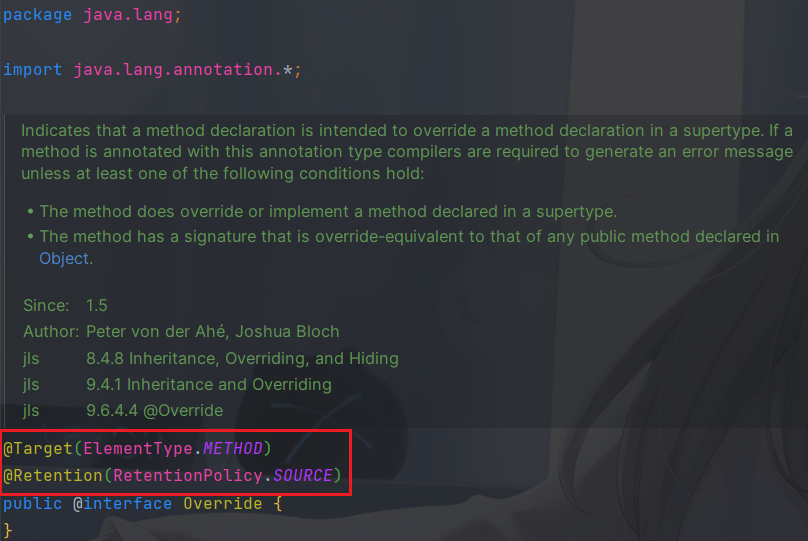 package java.lang;
import java.lang.annotation.*;
Indicates that a method declaration is intended to override a method declaration in a supertype. If a
method is annotated with this annotation type compilers are required to generate an error message
unless at least one of the following conditions hold:
• The method does override or implement a method declared in a supertype.
• The method has a signature that is override-equivalent to that of any public method declared in
Object.
Since: 1.5
Author: Peter von der Ahé, Joshua Bloch
jls 8.4.8 Inheritance, Overriding, and Hiding
jls 9.4.1 Inheritance and Overriding
jls 9.6.4.4 @Override
@Target(ElementType.METHOD)
@Retention(RetentionPolicy.SOURCE)
public @interface Override {
}